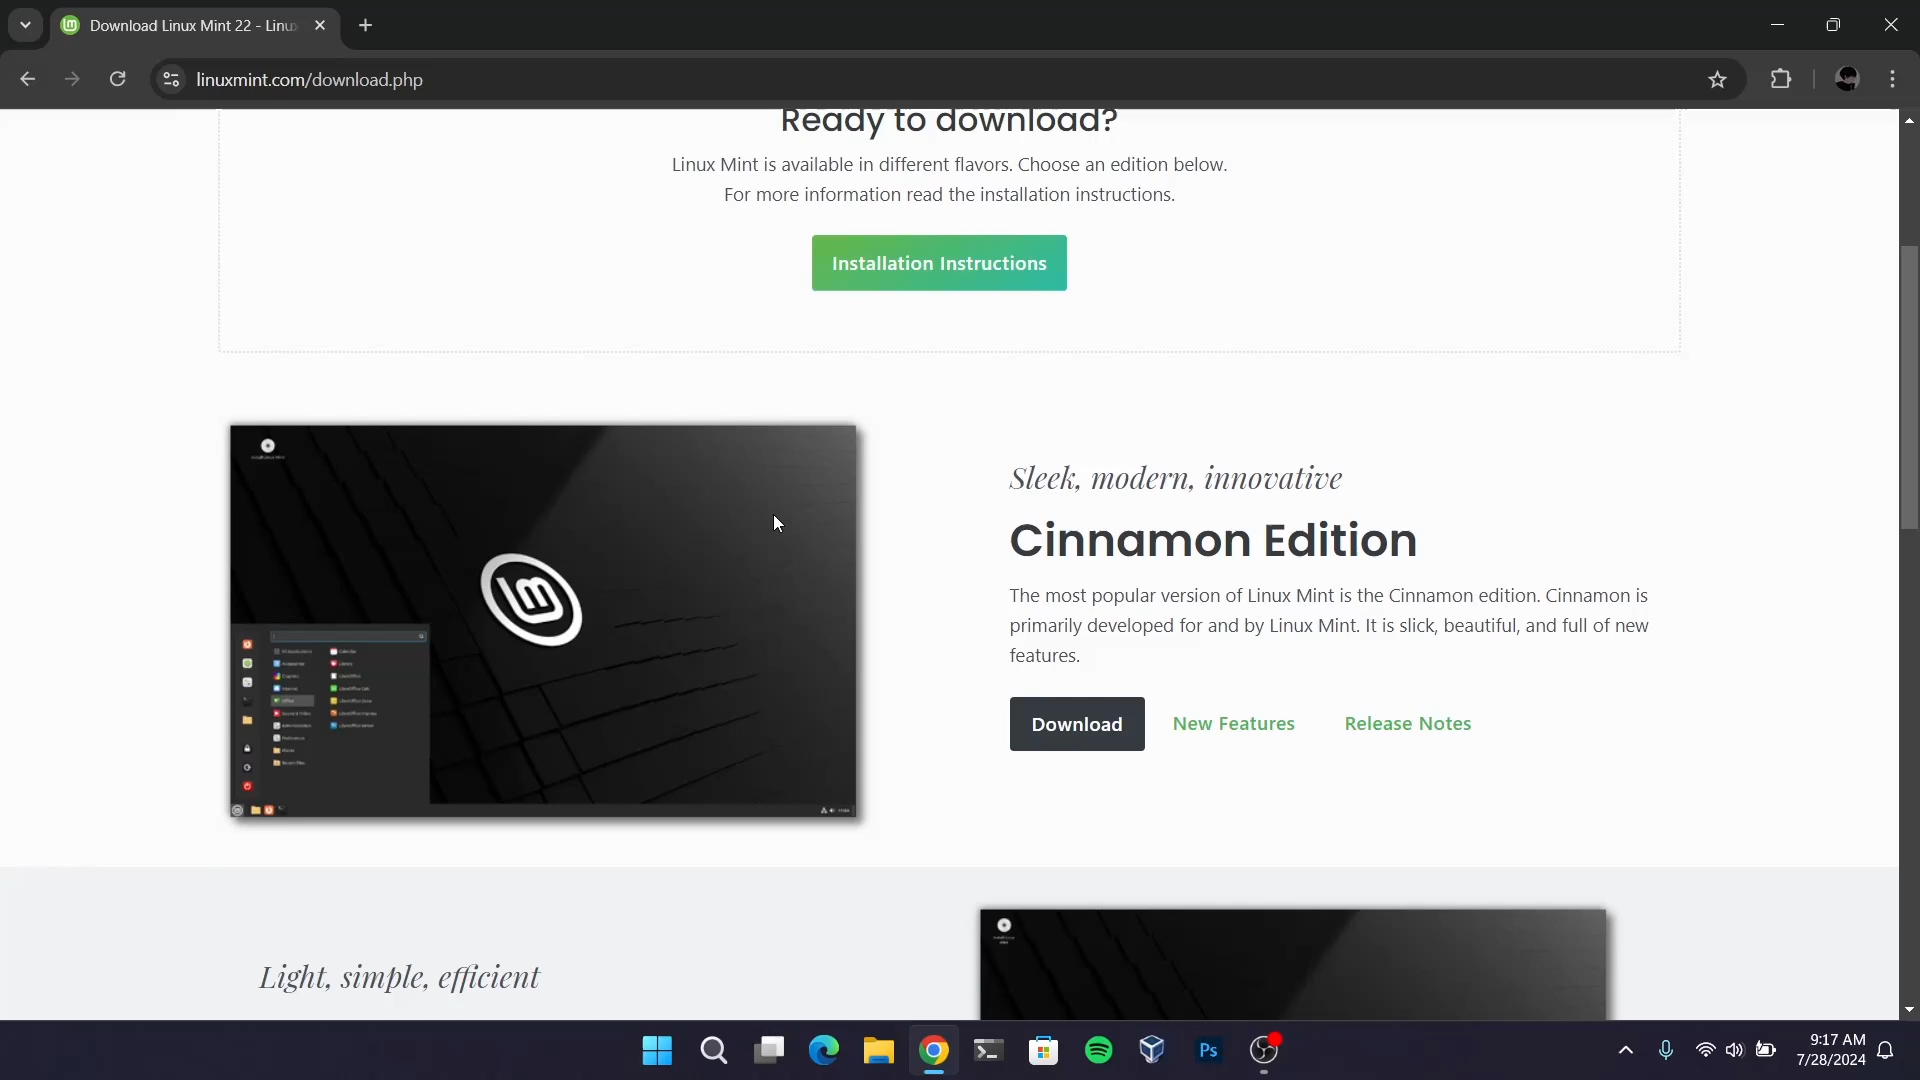 Download Linux Mint 22 - Linu
linuxmint.com/download.php
Ready to download?
Linux Mint is available in different flavors. Choose an edition below.
For more information read the installation instructions.
Installation Instructions
Sleek, modern, innovative
Cinnamon Edition
The most popular version of Linux Mint is the Cinnamon edition. Cinnamon is
primarily developed for and by Linux Mint. It is slick, beautiful, and full of new
features.
Download New Features Release Notes
Light, simple, efficient
Ps
9:17 AM
7/28/2024